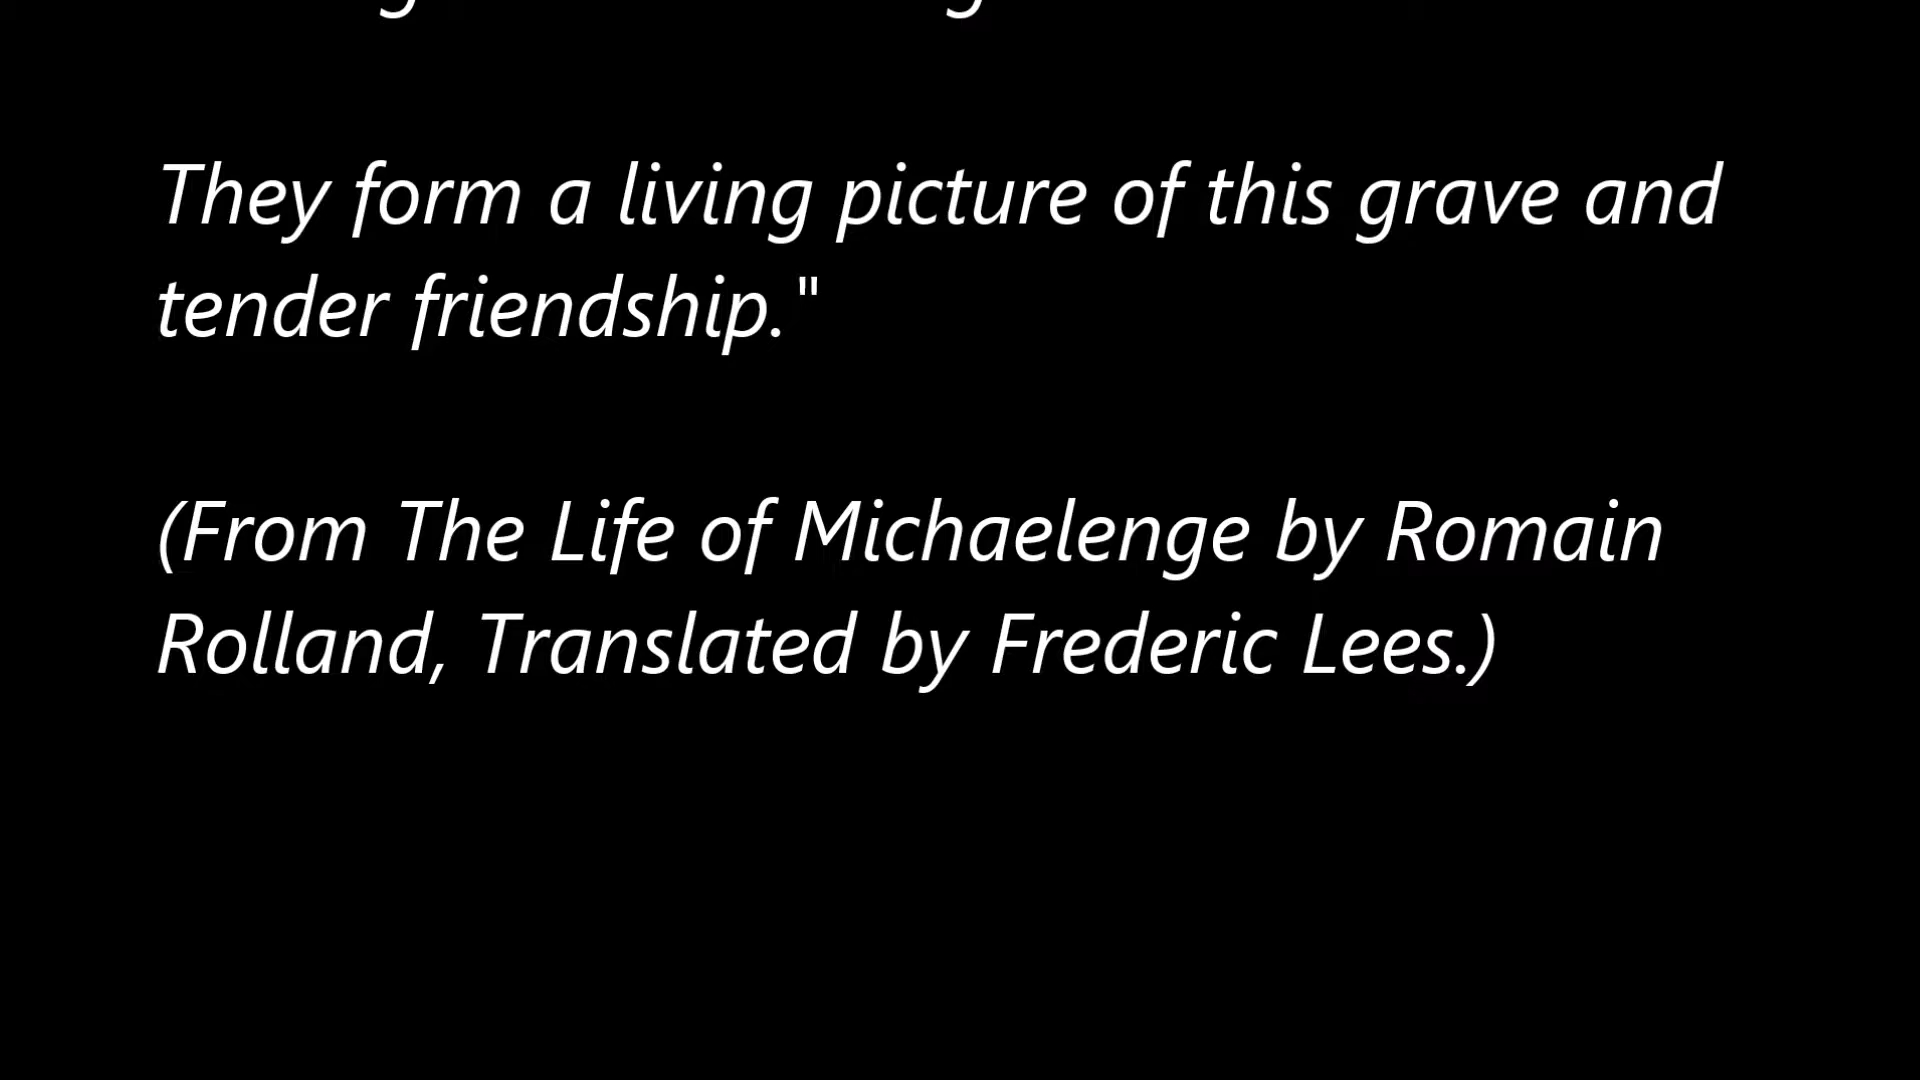 They form a living picture of this grave and
tender friendship."
(From The Life of Michaelenge by Romain
Rolland, Translated by Frederic Lees.)